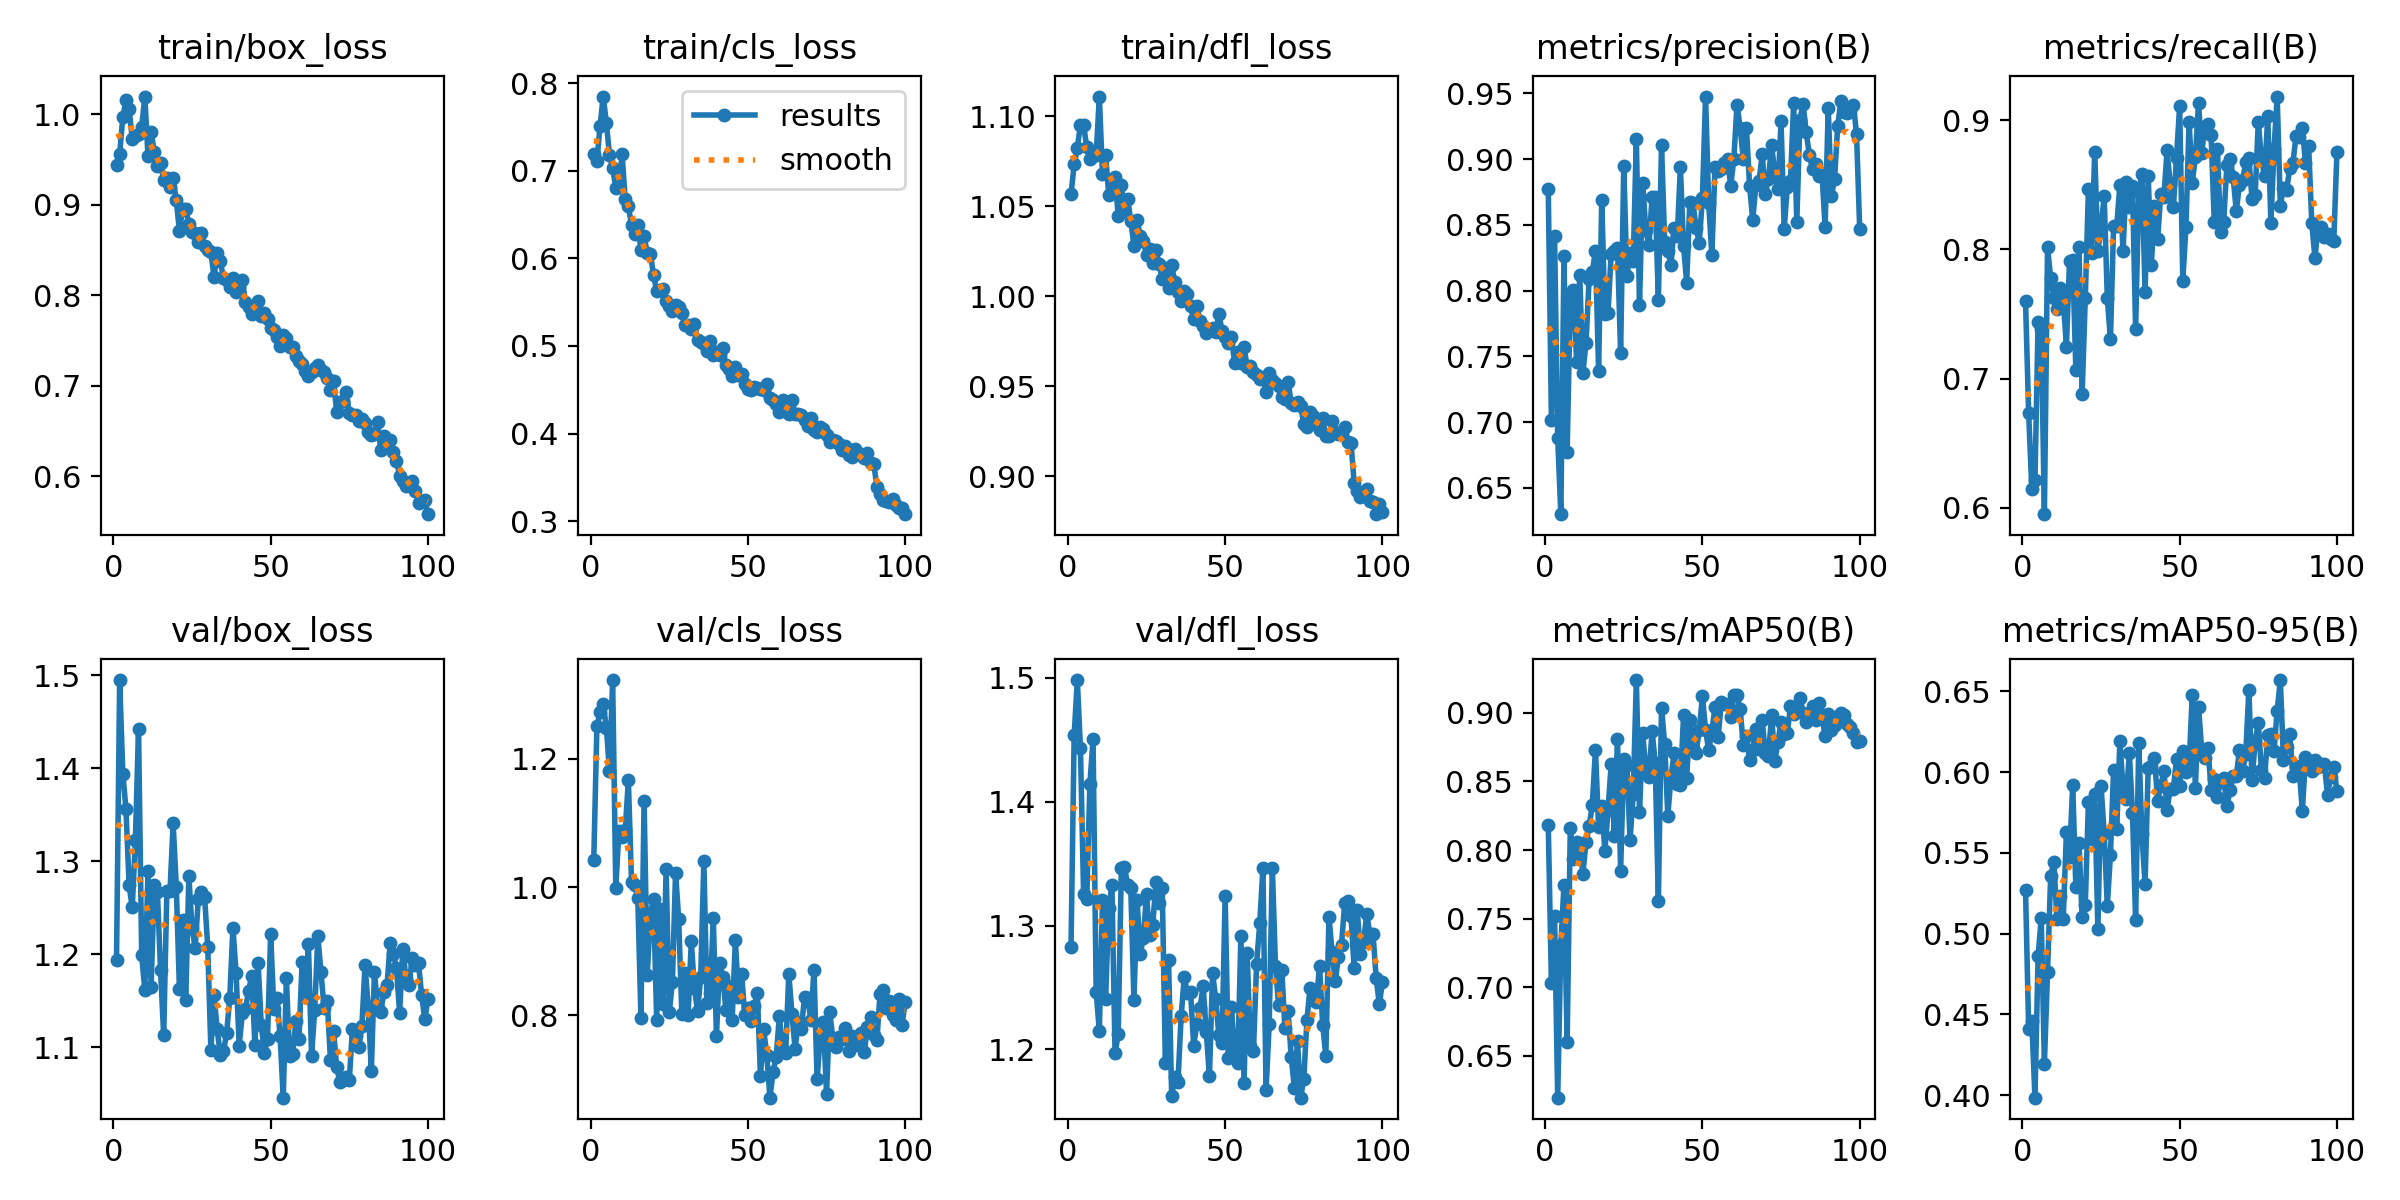 train/box_loss
1.0
0.9
0.8
0.7
0.6
0 50 100
train/cls_loss
0.8
0.7
0.6
0.5
0.4
0.3
results
smooth
0 50 100
train/dfl_loss
1.10
1.05
1.00
0.95
0.90
0 50 100
metrics/precision(B)
0.95
0.90
0.85
0.80
0.75
0.70
0.65
0 50 100
metrics/recall(B)
0.9
0.8
0.7
0.6
0 50 100
val/box_loss
1.5
1.4
1.3
1.2
1.1
0 50 100
val/cls_loss
1.2
1.0
0.8
0 50 100
val/dfl_loss
1.5
1.4
1.3
1.2
0 50 100
metrics/mAP50(B)
0.90
0.85
0.80
0.75
0.70
0.65
0 50 100
metrics/mAP50-95(B)
0.65
0.60
0.55
0.50
0.45
0.40
0 50 100